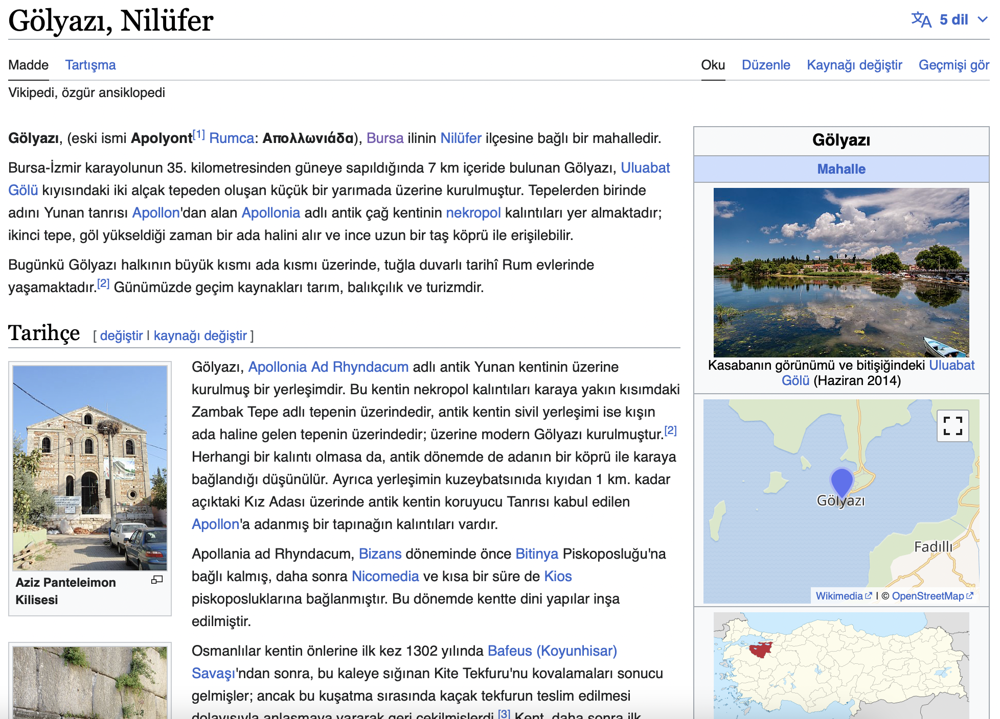 Gölyazı, Nilüfer
5 dil
Madde Tartışma
Oku Düzenle Kaynağı değiştir Geçmişi gör
Vikipedi, özgür ansiklopedi
Gölyazı, (eski ismi Apolyont[1] Rumca: Απολλωνιάδα), Bursa ilinin Nilüfer ilçesine bağlı bir mahalledir.
Bursa-İzmir karayolunun 35. kilometresinden güneye sapıldığında 7 km içeride bulunan Gölyazı, Uluabat
Gölü kıyısındaki iki alçak tepeden oluşan küçük bir yarımada üzerine kurulmuştur. Tepelerden birinde
adını Yunan tanrısı Apollon'dan alan Apollonia adlı antik çağ kentinin nekropol kalıntıları yer almaktadır;
ikinci tepe, göl yükseldiği zaman bir ada halini alır ve ince uzun bir taş köprü ile erişilebilir.
Bugünkü Gölyazı halkının büyük kısmı ada kısmı üzerinde, tuğla duvarlı tarihî Rum evlerinde
yaşamaktadır.[2] Günümüzde geçim kaynakları tarım, balıkçılık ve turizmdir.
Tarihçe [ değiştir | kaynağı değiştir ]
Aziz Panteleimon
Kilisesi
Gölyazı, Apollonia Ad Rhyndacum adlı antik Yunan kentinin üzerine
kurulmuş bir yerleşimdir. Bu kentin nekropol kalıntıları karaya yakın kısımdaki
Zambak Tepe adlı tepenin üzerindedir, antik kentin sivil yerleşimi ise kışın
ada haline gelen tepenin üzerindedir; üzerine modern Gölyazı kurulmuştur.[2]
Herhangi bir kalıntı olmasa da, antik dönemde de adanın bir köprü ile karaya
bağlandığı düşünülür. Ayrıca yerleşimin kuzeybatsınıda kıyıdan 1 km. kadar
açıktaki Kız Adası üzerinde antik kentin koruyucu Tanrısı kabul edilen
Apollon'a adanmış bir tapınağın kalıntıları vardır.
Apollania ad Rhyndacum, Bizans döneminde önce Bitinya Piskoposluğu'na
bağlı kalmış, daha sonra Nicomedia ve kısa bir süre de Kios
piskoposluklarına bağlanmıştır. Bu dönemde kentte dini yapılar inşa
edilmiştir.
Osmanlılar kentin önlerine ilk kez 1302 yılında Bafeus (Koyunhisar)
Savaşı'ndan sonra, bu kaleye sığınan Kite Tekfuru'nu kovalamaları sonucu
gelmişler; ancak bu kuşatma sırasında kaçak tekfurun teslim edilmesi
dolayısıyla anlaşmaya vararak geri çekilmişlerdi.[3] Kent, daha sonra ilk
Gölyazı
Mahalle
Kasabanın görünümü ve bitişiğindeki Uluabat
Gölü (Haziran 2014)
Gölyazı
Fadıllı
Wikimedia | © OpenStreetMap